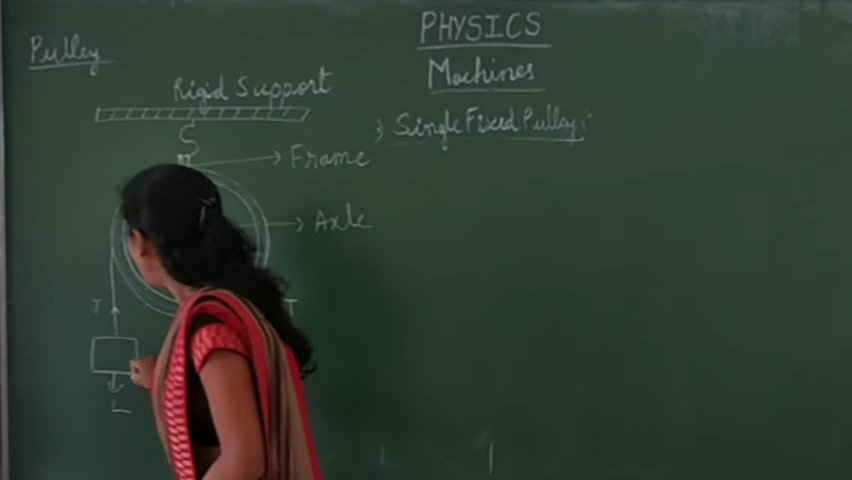 PHYSICS
Machines
Pulley
Rigid Support
i) Single Fixed Pulley :-
Frame
Axle
T
T
L